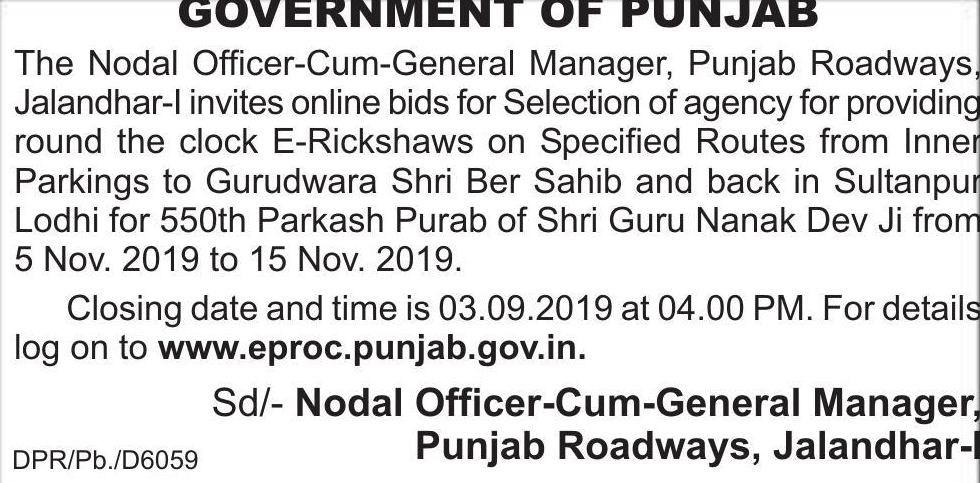 GOVERNMENT OF PUNJAB
The Nodal Officer-Cum-General Manager, Punjab Roadways,
Jalandhar-I invites online bids for Selection of agency for providing
round the clock E-Rickshaws on Specified Routes from Inner
Parkings to Gurudwara Shri Ber Sahib and back in Sultanpur
Lodhi for 550th Parkash Purab of Shri Guru Nanak Dev Ji from
5 Nov. 2019 to 15 Nov. 2019.
Closing date and time is 03.09.2019 at 04.00 PM. For details
log on to www.eproc.punjab.gov.in.
Sd/- Nodal Officer-Cum-General Manager,
Punjab Roadways, Jalandhar-I
DPR/Pb./D6059